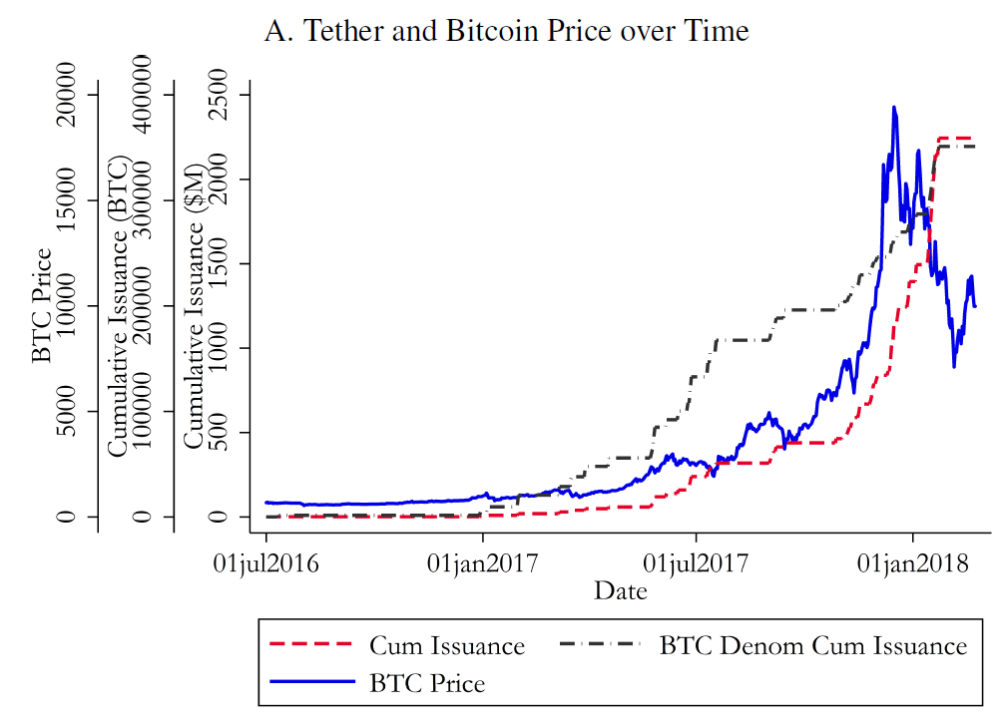 A. Tether and Bitcoin Price over Time
BTC Price
0 5000 10000 15000 20000
Cumulative Issuance (BTC)
0 100000 200000 300000 400000
Cumulative Issuance ($M)
0 500 1000 1500 2000 2500
01jul2016 01jan2017 01jul2017 01jan2018
Date
Cum Issuance BTC Denom Cum Issuance
BTC Price